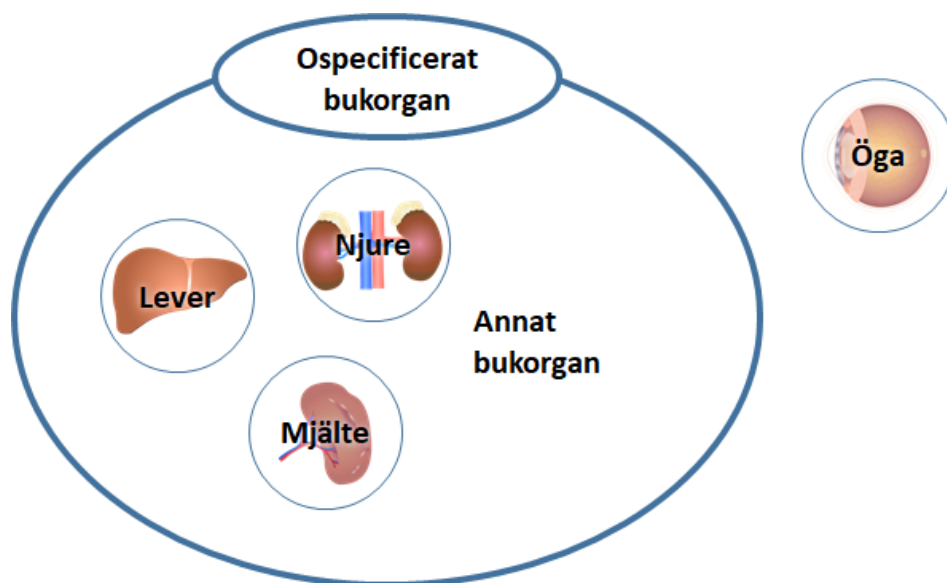 Ospecificerat
bukorgan
Öga
Njure
Lever
Annat
bukorgan
Mjälte